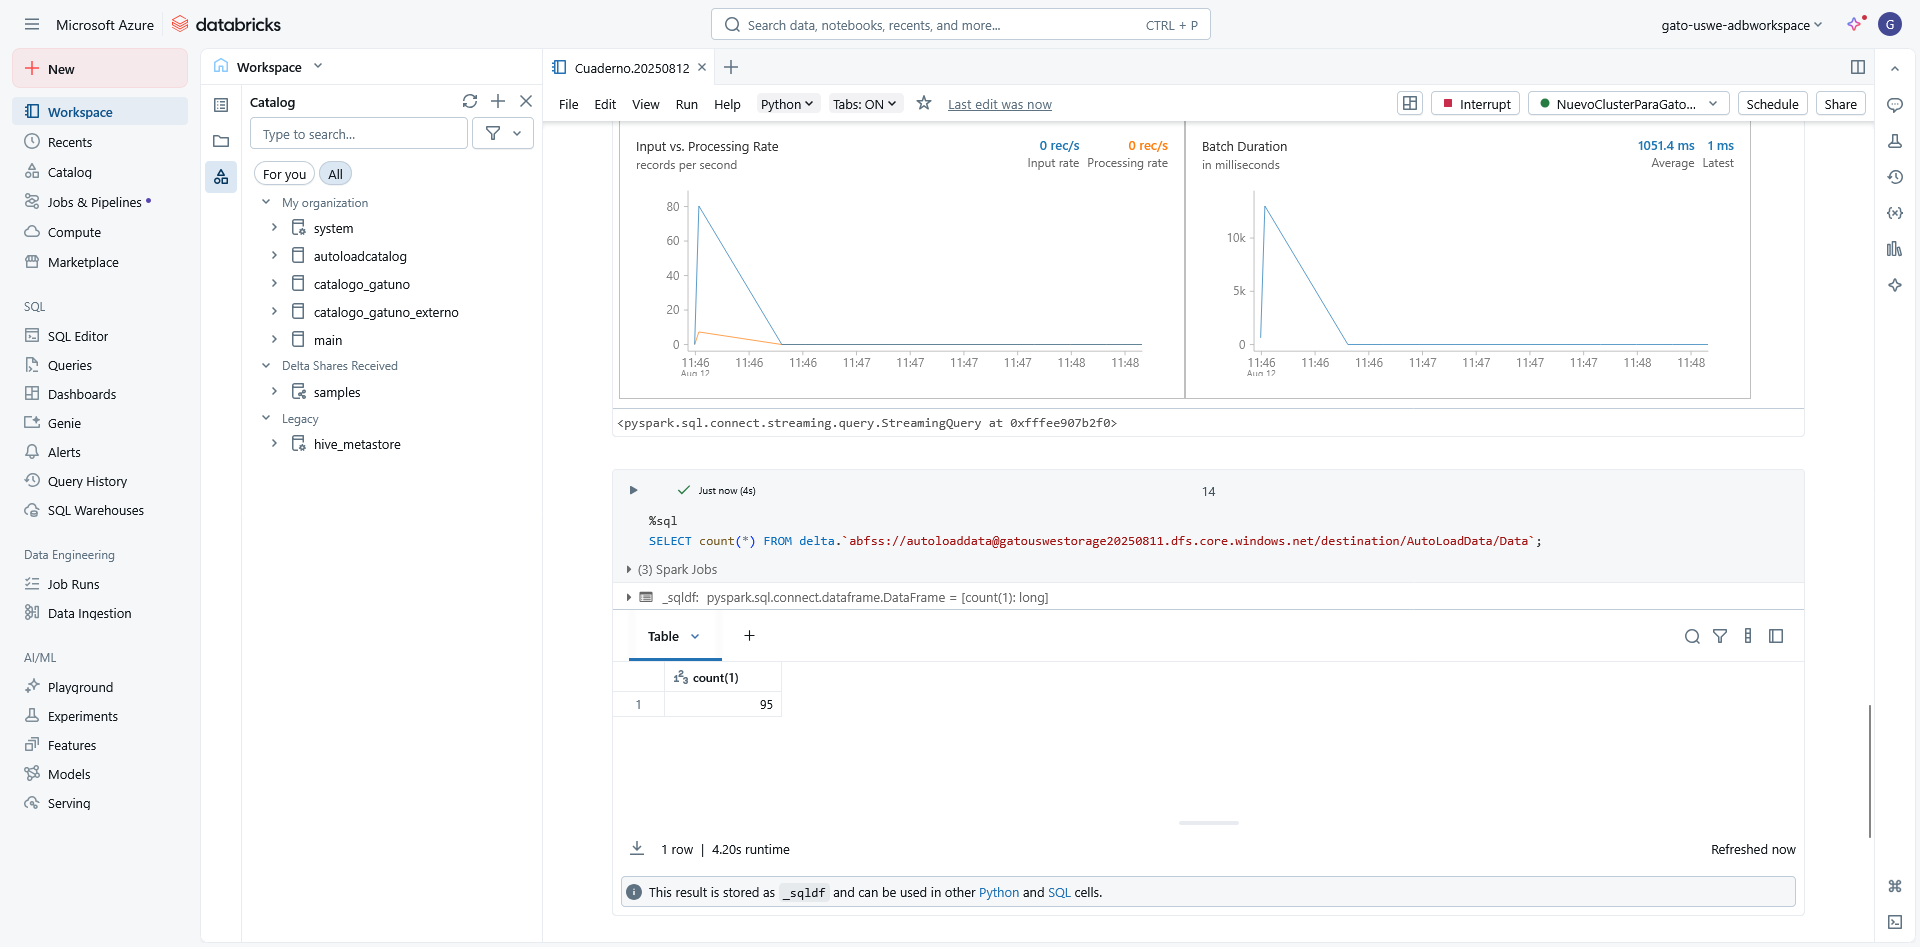 Microsoft Azure
databricks
Search data, notebooks, recents, and more...
CTRL + P
gato-uswe-adbworkspace
G
New
Workspace
Recents
Catalog
Jobs & Pipelines
Compute
Marketplace
SQL
SQL Editor
Queries
Dashboards
Genie
Alerts
Query History
SQL Warehouses
Data Engineering
Job Runs
Data Ingestion
AI/ML
Playground
Experiments
Features
Models
Serving
Workspace
Catalog
Type to search...
For you
All
My organization
system
autoloadcatalog
catalogo_gatuno
catalogo_gatuno_externo
main
Delta Shares Received
samples
Legacy
hive_metastore
Cuaderno.20250812
File Edit View Run Help Python Tabs: ON Last edit was now
Interrupt
NuevoClusterParaGato...
Schedule
Share
Input vs. Processing Rate
records per second
0 rec/s
Input rate
0 rec/s
Processing rate
80
60
40
20
0
11:46 11:46 11:46 11:47 11:47 11:47 11:47 11:48 11:48
Aug 12
Batch Duration
in milliseconds
1051.4 ms
Average
1 ms
Latest
10k
5k
0
11:46 11:46 11:46 11:47 11:47 11:47 11:47 11:48 11:48
Aug 12
<pyspark.sql.connect.streaming.query.StreamingQuery at 0xfffee907b2f0>
Just now (4s)
14
%sql
SELECT count(*) FROM delta.`abfss://autoloaddata@gatouswestorage20250811.dfs.core.windows.net/destination/AutoLoadData/Data`;
(3) Spark Jobs
_sqldf: pyspark.sql.connect.dataframe.DataFrame = [count(1): long]
Table
123 count(1)
1 95
1 row | 4.20s runtime
Refreshed now
This result is stored as _sqldf and can be used in other Python and SQL cells.